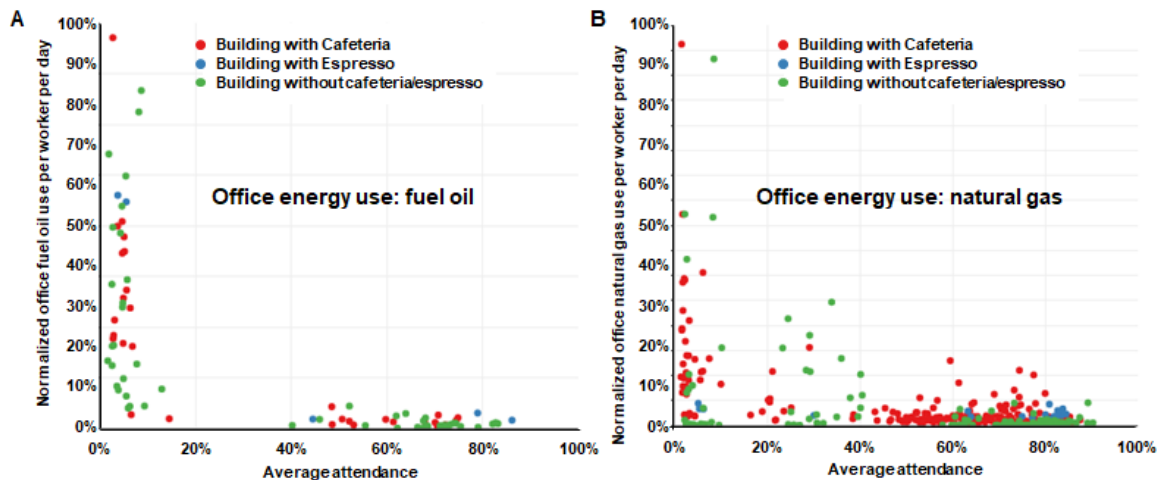 A
Normalized office fuel oil use per worker per day
100%
90%
80%
70%
60%
50%
40%
30%
20%
10%
0%
Building with Cafeteria
Building with Espresso
Building without cafeteria/espresso
Office energy use: fuel oil
0%
20%
40%
60%
80%
100%
Average attendance
B
Normalized office natural gas use per worker per day
100%
90%
80%
70%
60%
50%
40%
30%
20%
10%
0%
Building with Cafeteria
Building with Espresso
Building without cafeteria/espresso
Office energy use: natural gas
0%
20%
40%
60%
80%
100%
Average attendance